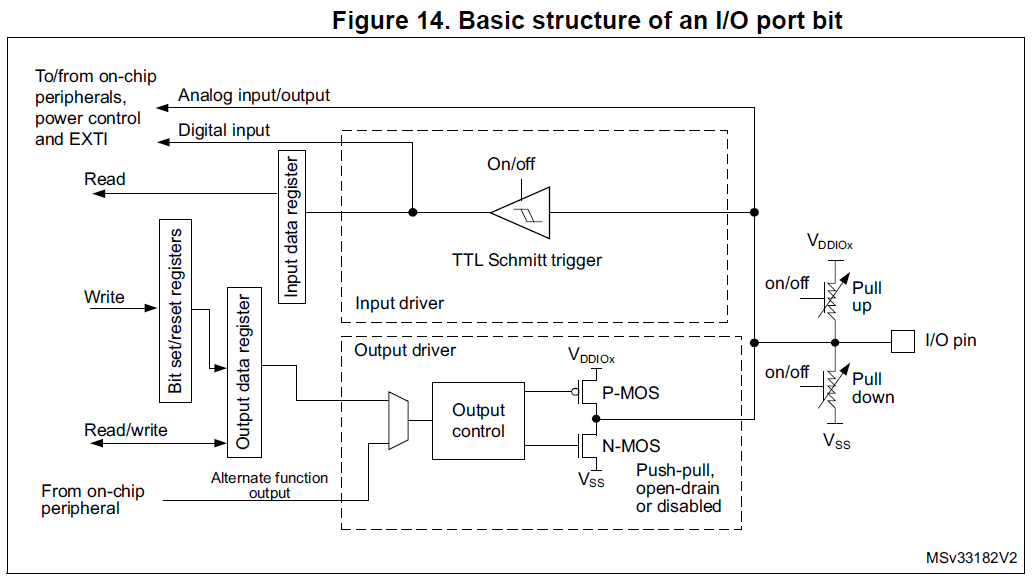 Figure 14. Basic structure of an I/O port bit
To/from on-chip
peripherals,
power control
and EXTI
Analog input/output
Digital input
Read
Input data register
On/off
TTL Schmitt trigger
Input driver
Write
Bit set/reset registers
Output data register
Read/write
From on-chip
peripheral
Alternate function
output
Output driver
Output
control
VDDIOx
P-MOS
N-MOS
VSS
Push-pull,
open-drain
or disabled
VDDIOx
on/off
Pull
up
I/O pin
on/off
Pull
down
VSS
MSv33182V2